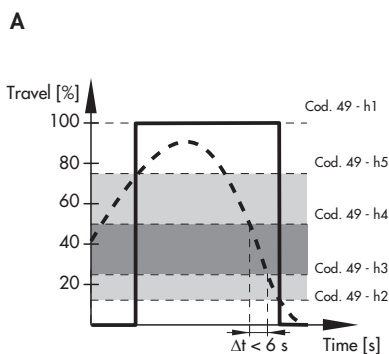 A
Travel [%]
Cod. 49 - h1
100
Cod. 49 - h5
80
60
Cod. 49 - h4
40
Cod. 49 - h3
20
Cod. 49 - h2
Δt < 6 s
Time [s]